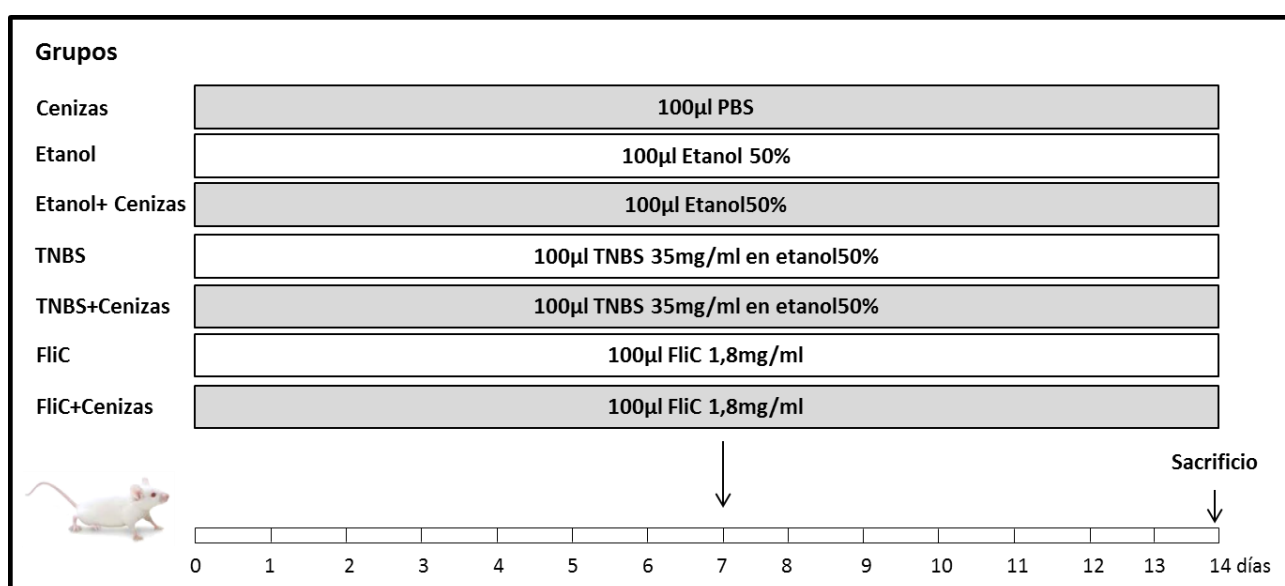 Grupos
Cenizas 100µl PBS
Etanol 100µl Etanol 50%
Etanol+ Cenizas 100µl Etanol50%
TNBS 100µl TNBS 35mg/ml en etanol50%
TNBS+Cenizas 100µl TNBS 35mg/ml en etanol50%
FliC 100µl FliC 1,8mg/ml
FliC+Cenizas 100µl FliC 1,8mg/ml
Sacrificio
0 1 2 3 4 5 6 7 8 9 10 11 12 13 14 días